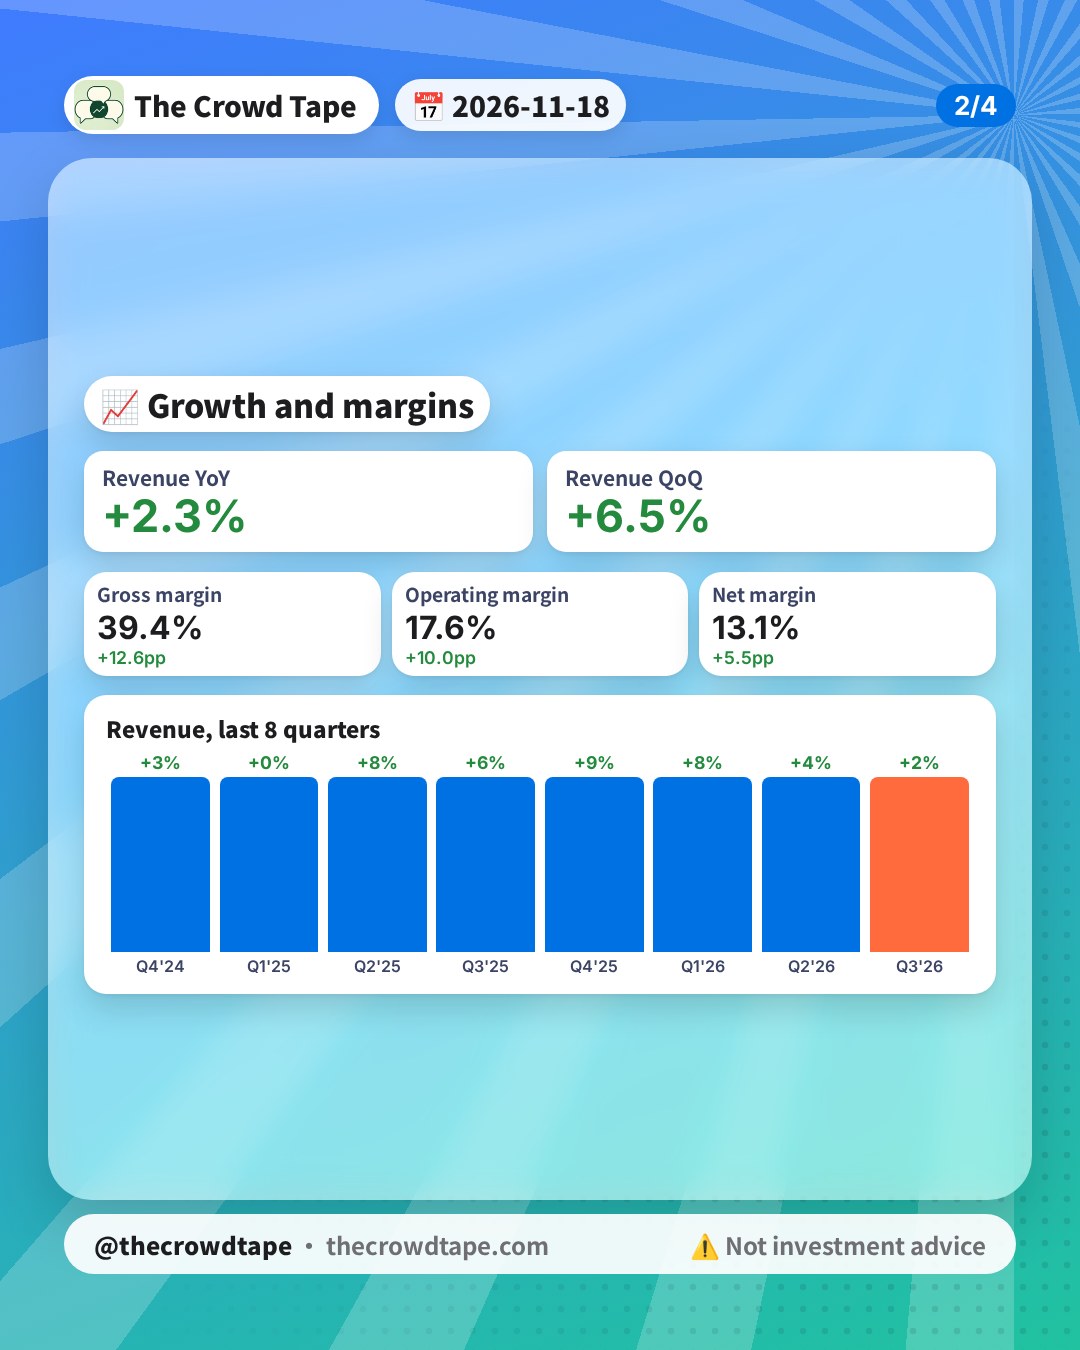 The Crowd Tape
2026-11-18
2/4
Growth and margins
Revenue YoY
+2.3%
Revenue QoQ
+6.5%
Gross margin
39.4%
+12.6pp
Operating margin
17.6%
+10.0pp
Net margin
13.1%
+5.5pp
Revenue, last 8 quarters
+3% +0% +8% +6% +9% +8% +4% +2%
Q4'24 Q1'25 Q2'25 Q3'25 Q4'25 Q1'26 Q2'26 Q3'26
@thecrowdtape • thecrowdtape.com
⚠️ Not investment advice